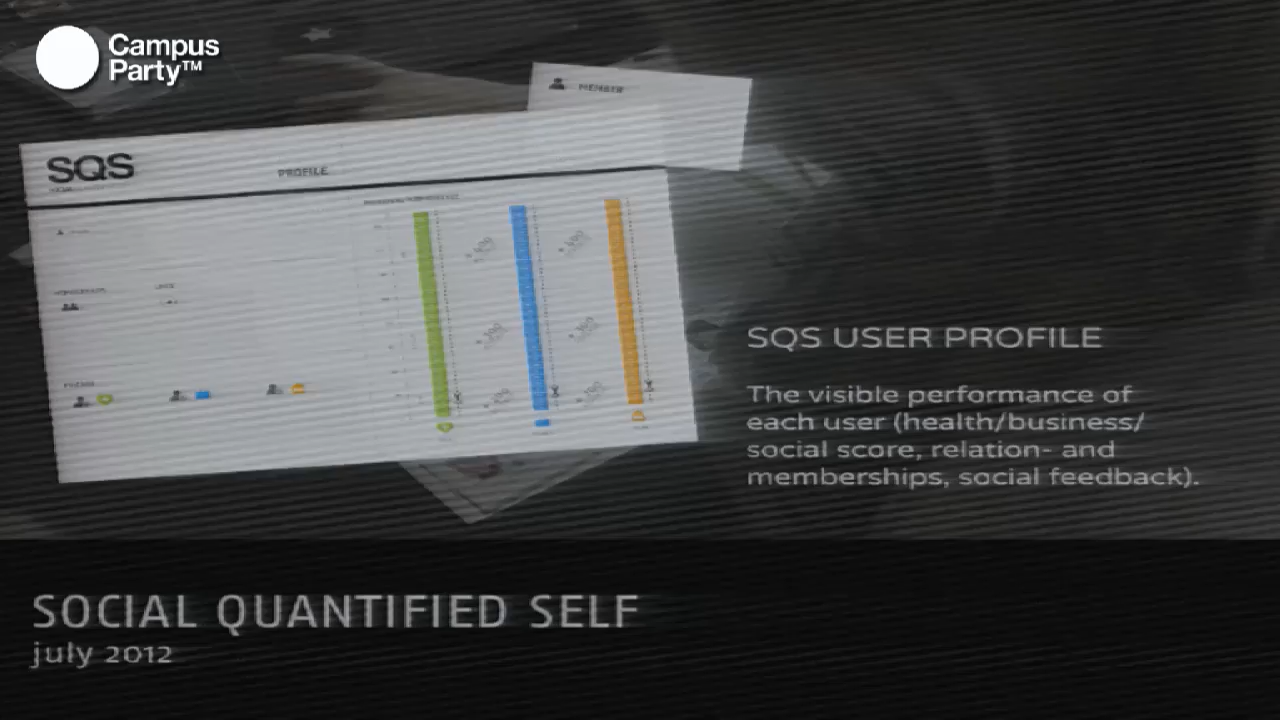 Campus
Party™
MEMBER
SQS
PROFILE
SQS USER PROFILE
The visible performance of
each user (health/business/
social score, relation- and
memberships, social feedback).
SOCIAL QUANTIFIED SELF
july 2012